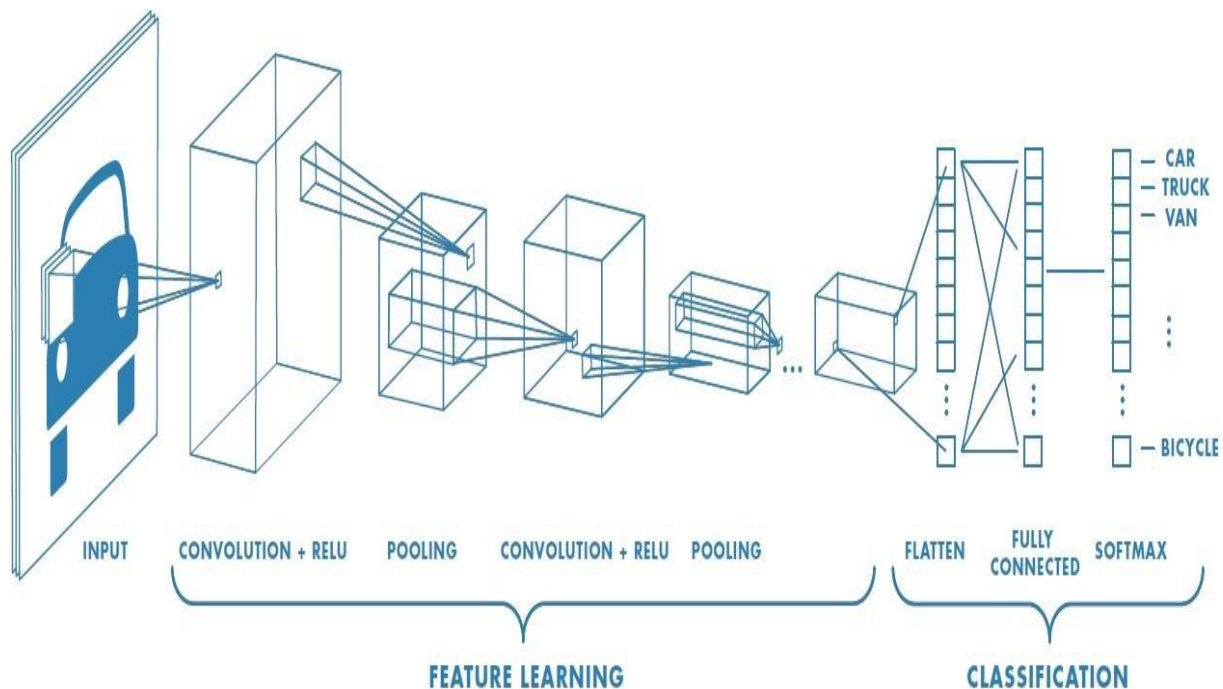 CAR
TRUCK
VAN
BICYCLE
INPUT
CONVOLUTION + RELU
POOLING
CONVOLUTION + RELU
POOLING
FLATTEN
FULLY
CONNECTED
SOFTMAX
FEATURE LEARNING
CLASSIFICATION